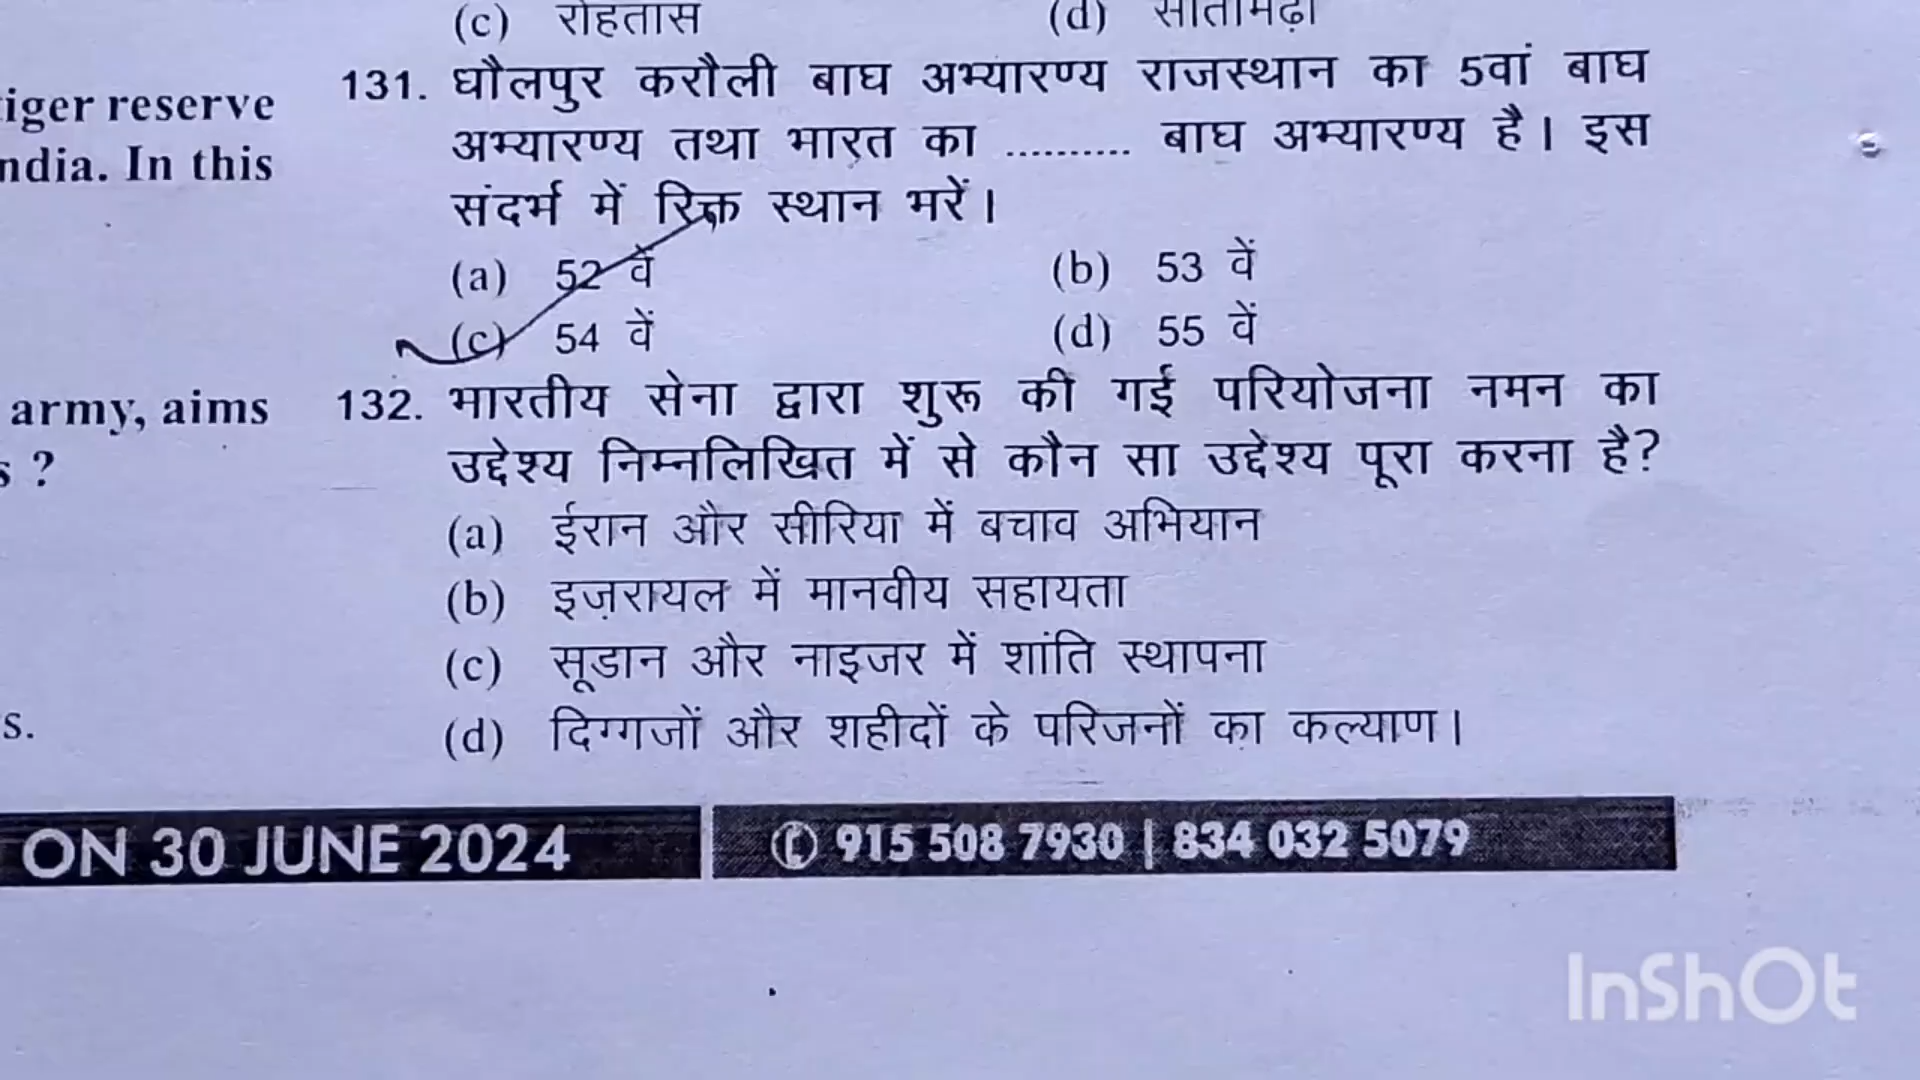 (c) रोहतास (d) सीतामढ़ी
iger reserve
ndia. In this
army, aims
s ?
s.
131. धौलपुर करौली बाघ अभ्यारण्य राजस्थान का 5वां बाघ
अभ्यारण्य तथा भारत का .......... बाघ अभ्यारण्य है। इस
संदर्भ में रिक्त स्थान भरें।
(a) 52 वें (b) 53 वें
(c) 54 वें (d) 55 वें
132. भारतीय सेना द्वारा शुरू की गई परियोजना नमन का
उद्देश्य निम्नलिखित में से कौन सा उद्देश्य पूरा करना है?
(a) ईरान और सीरिया में बचाव अभियान
(b) इज़रायल में मानवीय सहायता
(c) सूडान और नाइजर में शांति स्थापना
(d) दिग्गजों और शहीदों के परिजनों का कल्याण।
ON 30 JUNE 2024
✆ 915 508 7930 | 834 032 5079
InShOt